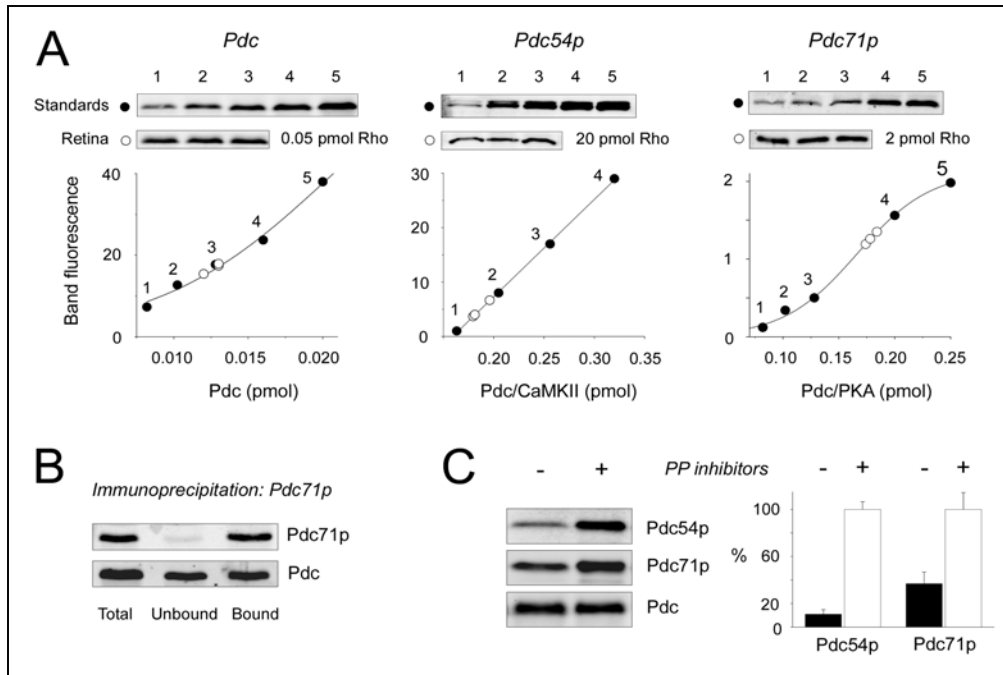 A
Pdc
Pdc54p
Pdc71p
1 2 3 4 5
1 2 3 4 5
1 2 3 4 5
Standards
Retina
0.05 pmol Rho
20 pmol Rho
2 pmol Rho
Band fluorescence
40
20
0
1 2 3 4 5
0.010 0.015 0.020
Pdc (pmol)
30
20
10
0
1 2 3 4
0.20 0.25 0.30 0.35
Pdc/CaMKII (pmol)
2
1
0
1 2 3 4 5
0.10 0.15 0.20 0.25
Pdc/PKA (pmol)
B
Immunoprecipitation: Pdc71p
Pdc71p
Pdc
Total Unbound Bound
C
- + PP inhibitors - + - +
Pdc54p
Pdc71p
Pdc
%
100
60
20
0
Pdc54p Pdc71p